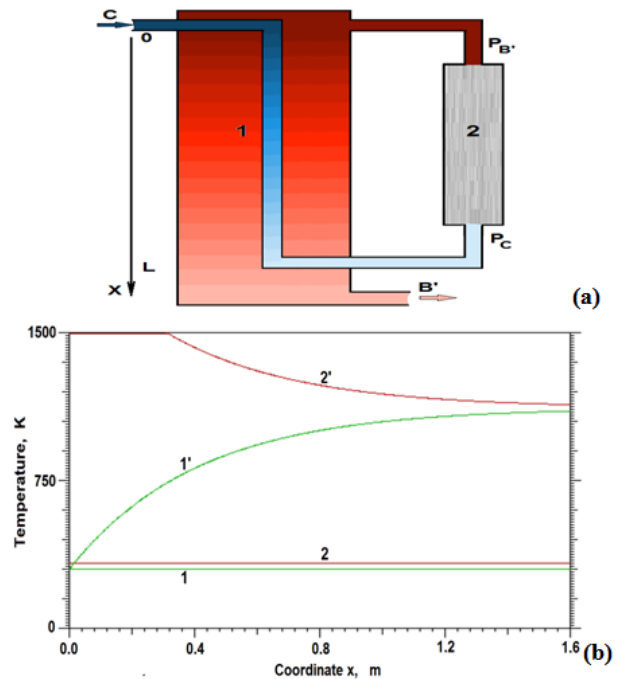 C
0
1
P_B'
2
P_C
L
X
B'
(a)
1500
2'
Temperature, K
1'
750
2
1
0
0.0 0.4 0.8 1.2 1.6
(b)
Coordinate x, m